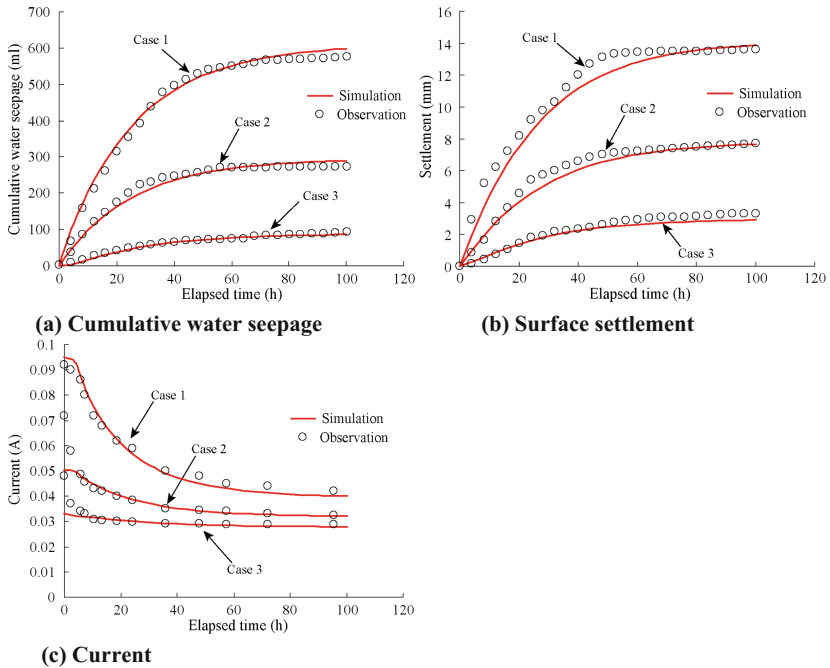 Cumulative water seepage (ml)
700
600
500
400
300
200
100
0
0
20
40
60
80
100
120
Elapsed time (h)
Case 1
Case 2
Case 3
Simulation
Observation
(a) Cumulative water seepage
Settlement (mm)
16
14
12
10
8
6
4
2
0
0
20
40
60
80
100
120
Elapsed time (h)
Case 1
Case 2
Case 3
Simulation
Observation
(b) Surface settlement
Current (A)
0.1
0.09
0.08
0.07
0.06
0.05
0.04
0.03
0.02
0.01
0
0
20
40
60
80
100
120
Elapsed time (h)
Case 1
Case 2
Case 3
Simulation
Observation
(c) Current